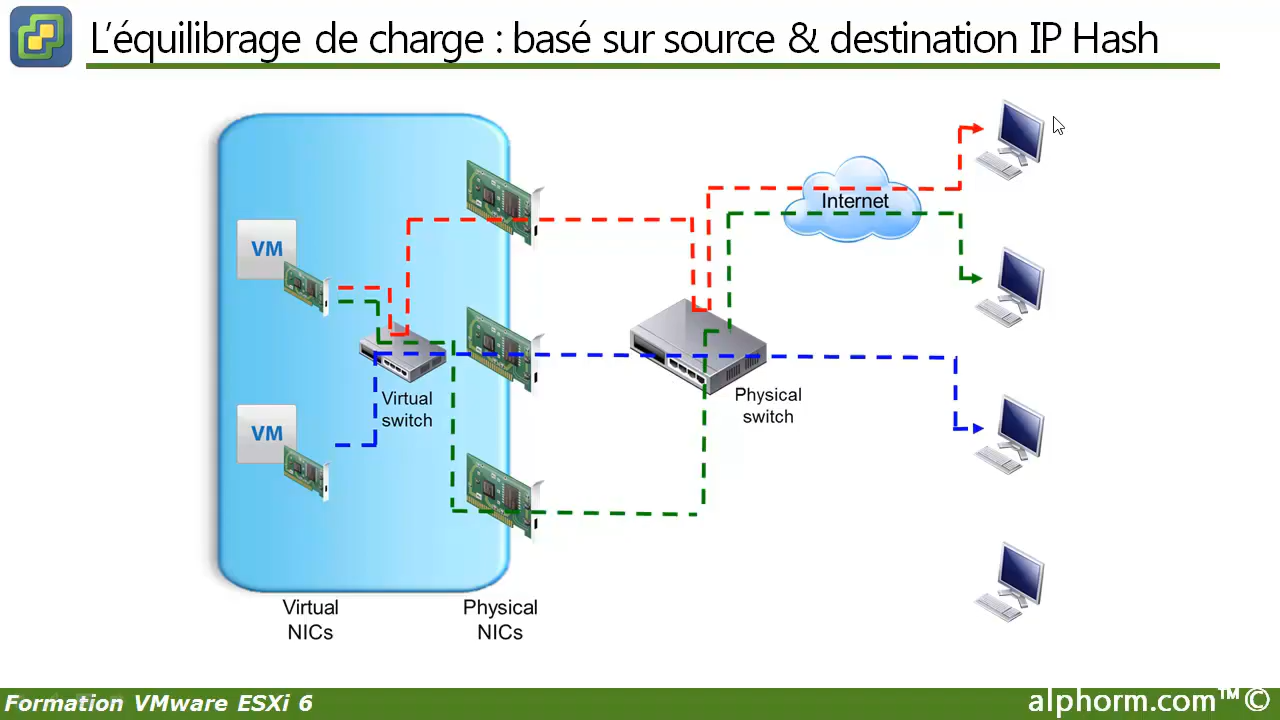 L'équilibrage de charge : basé sur source & destination IP Hash
Internet
VM
Virtual
switch
Physical
switch
VM
Virtual
NICs
Physical
NICs
Formation VMware ESXi 6
alphorm.com™©